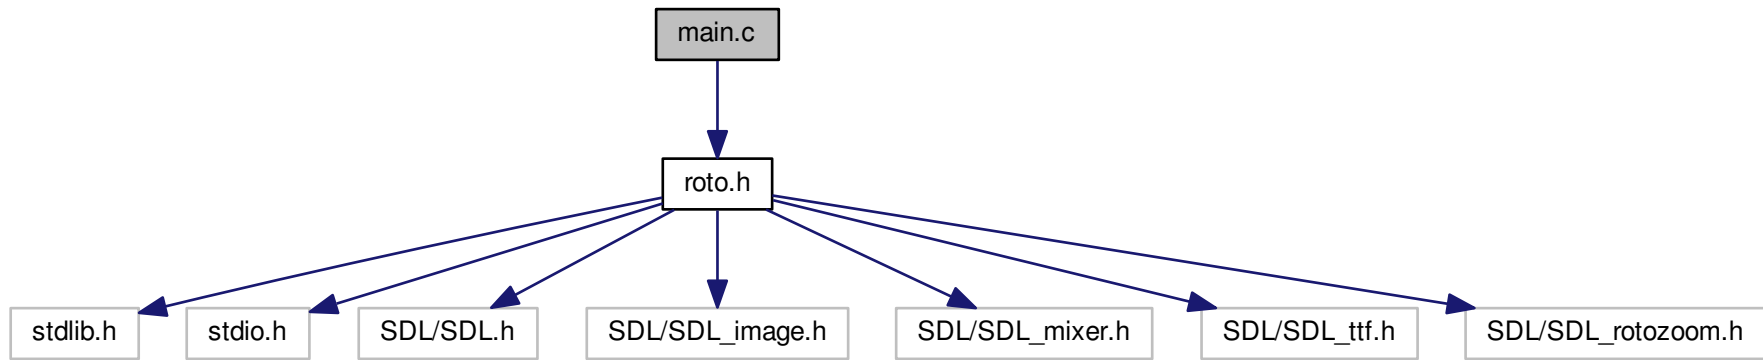 main.c
roto.h
stdlib.h
stdio.h
SDL/SDL.h
SDL/SDL_image.h
SDL/SDL_mixer.h
SDL/SDL_ttf.h
SDL/SDL_rotozoom.h